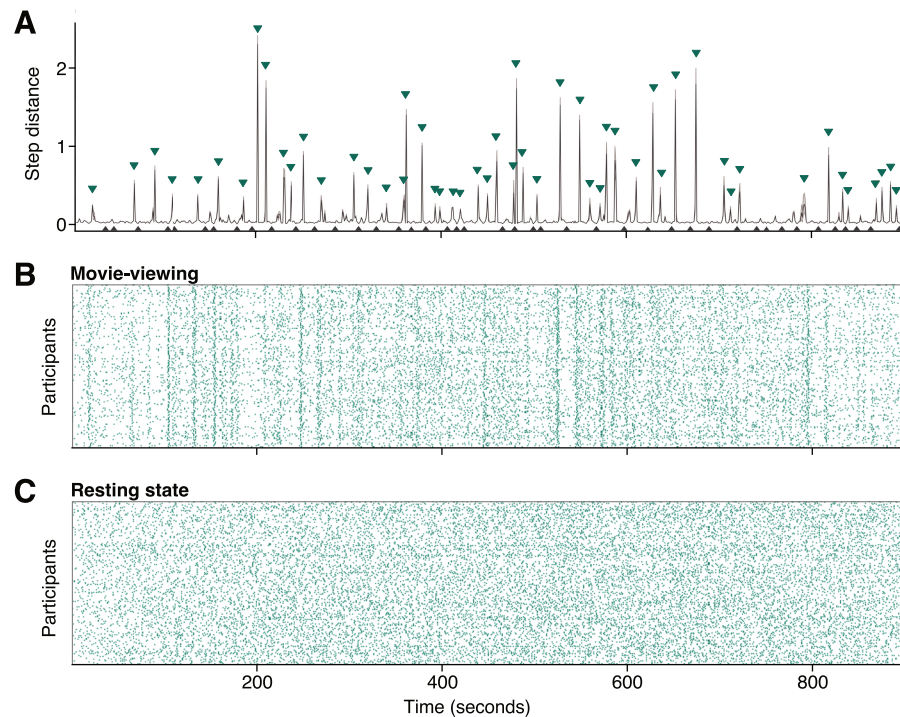 A
Step distance
2
1
0
B
Movie-viewing
Participants
C
Resting state
Participants
200
400
600
800
Time (seconds)